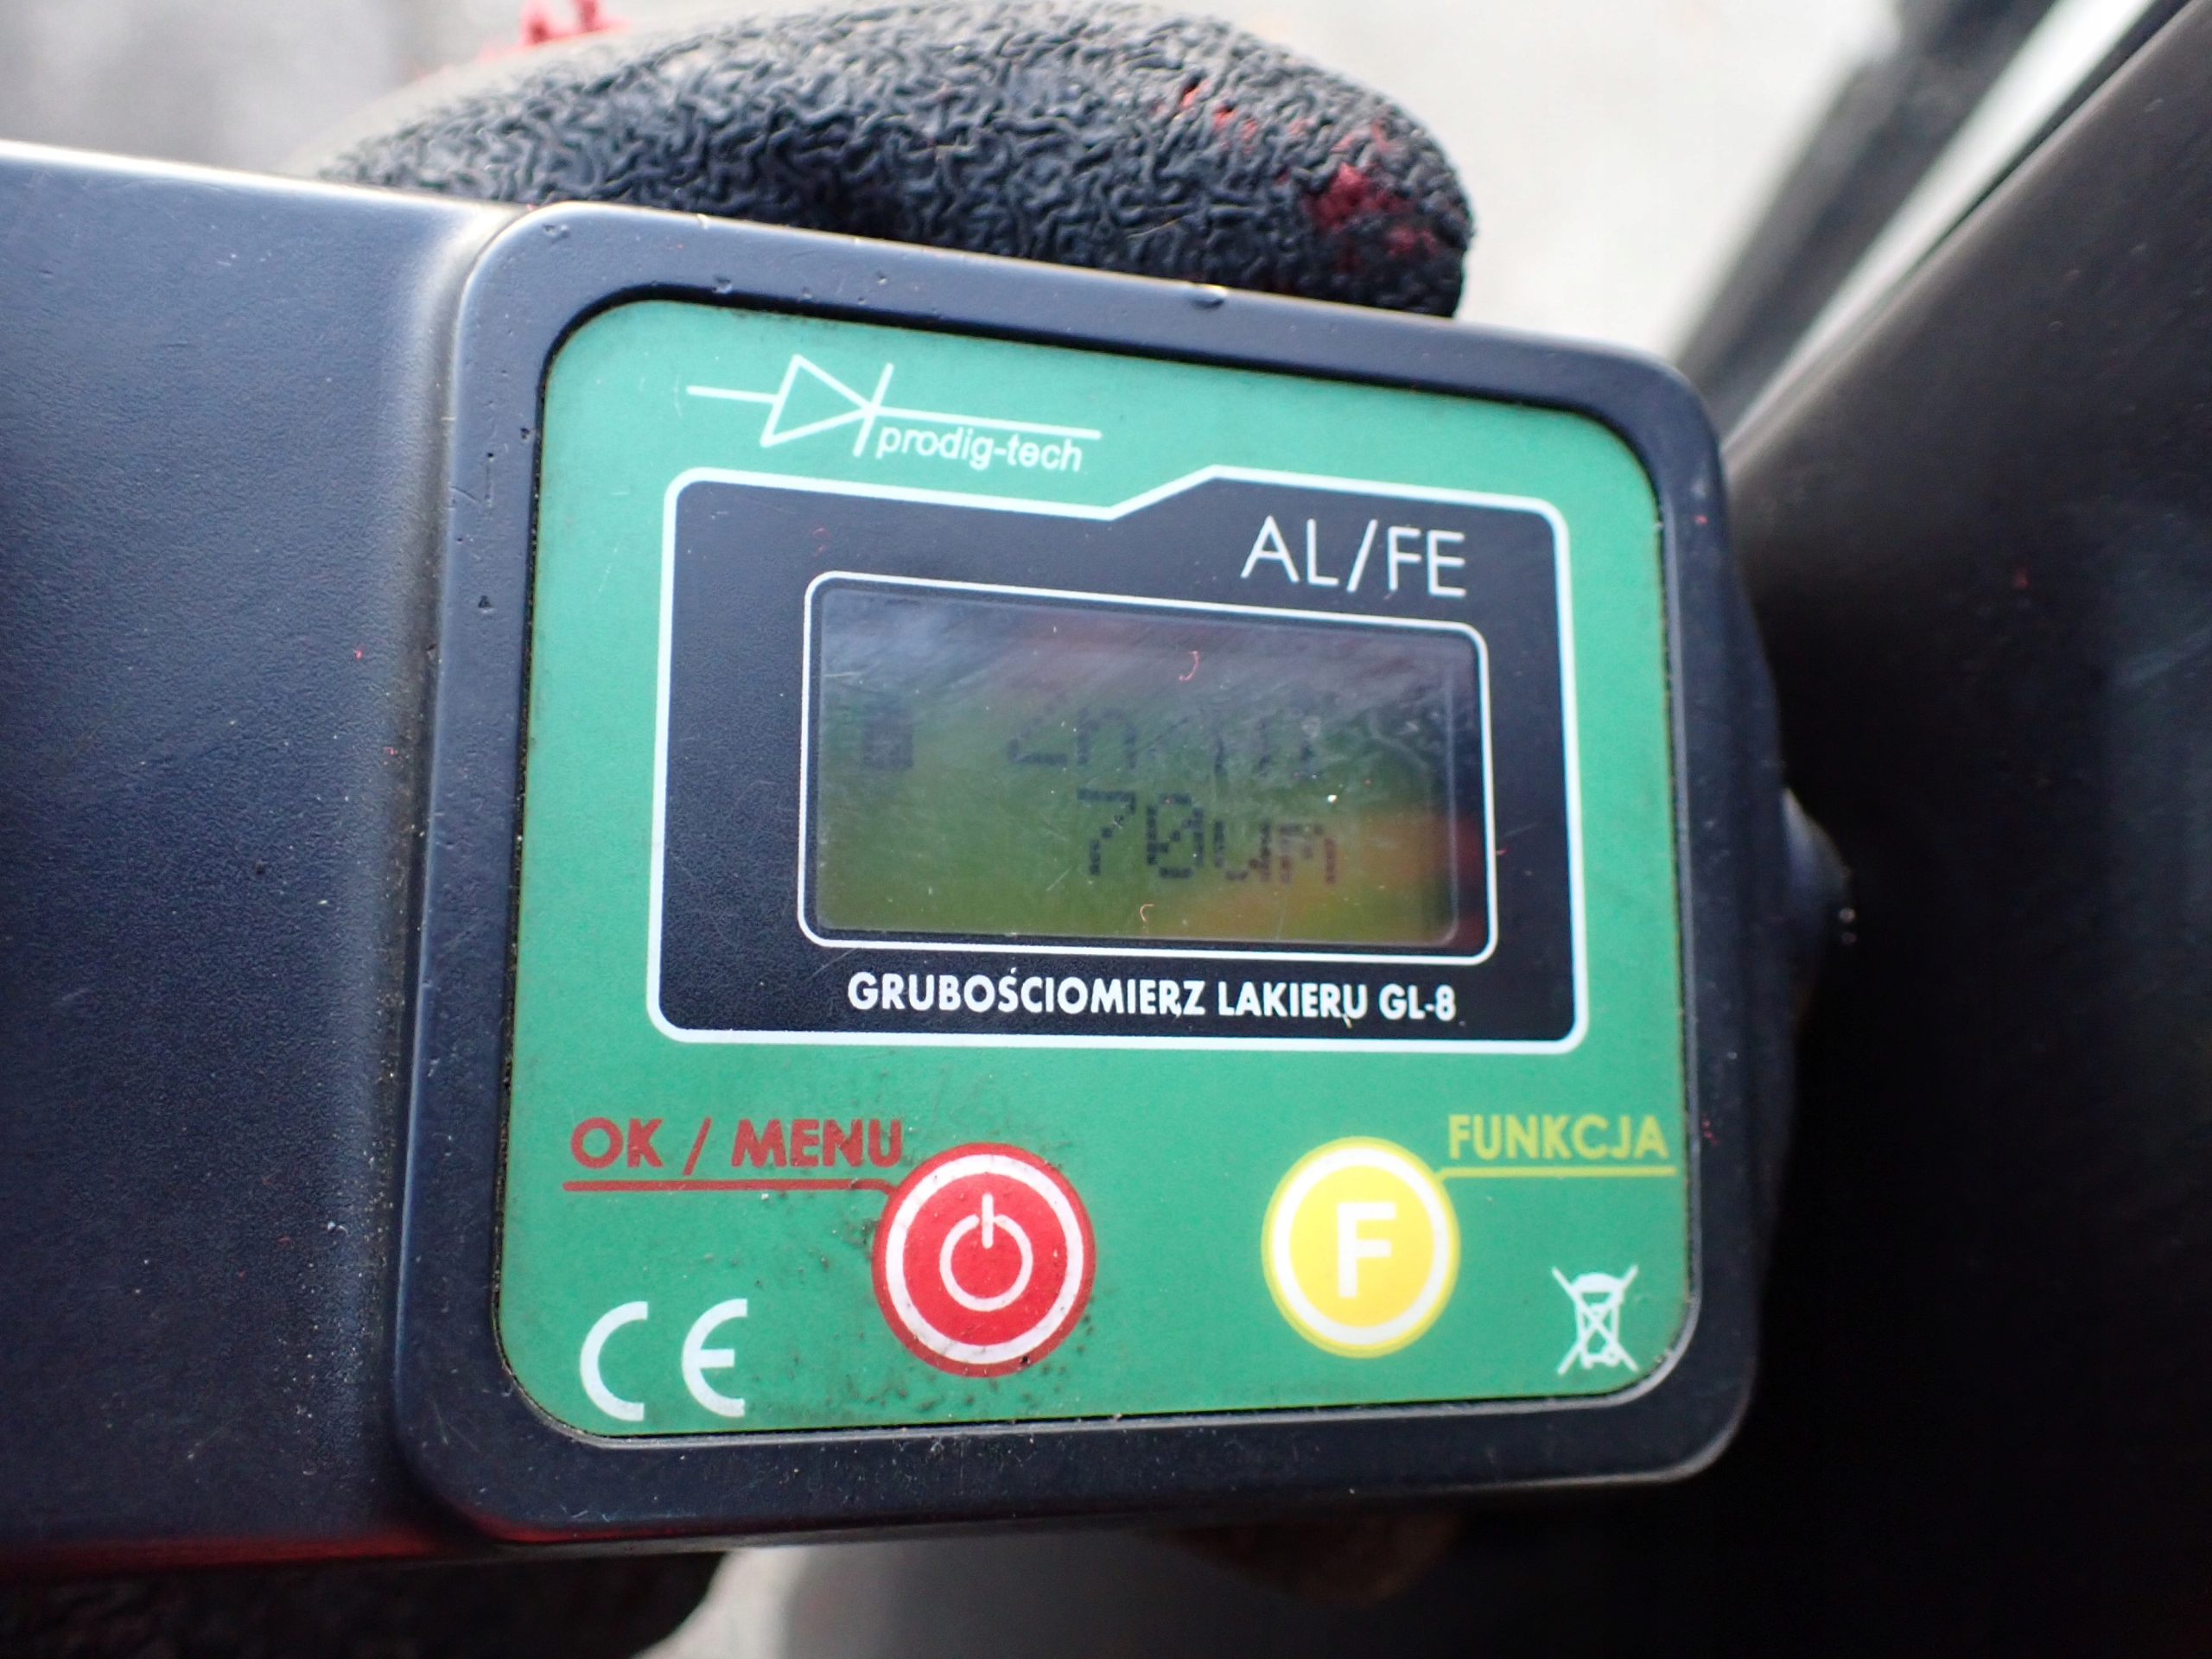 prodig-tech
AL/FE
70um
GRUBOŚCIOMIERZ LAKIERU GL-8
OK / MENU
FUNKCJA
F
CE